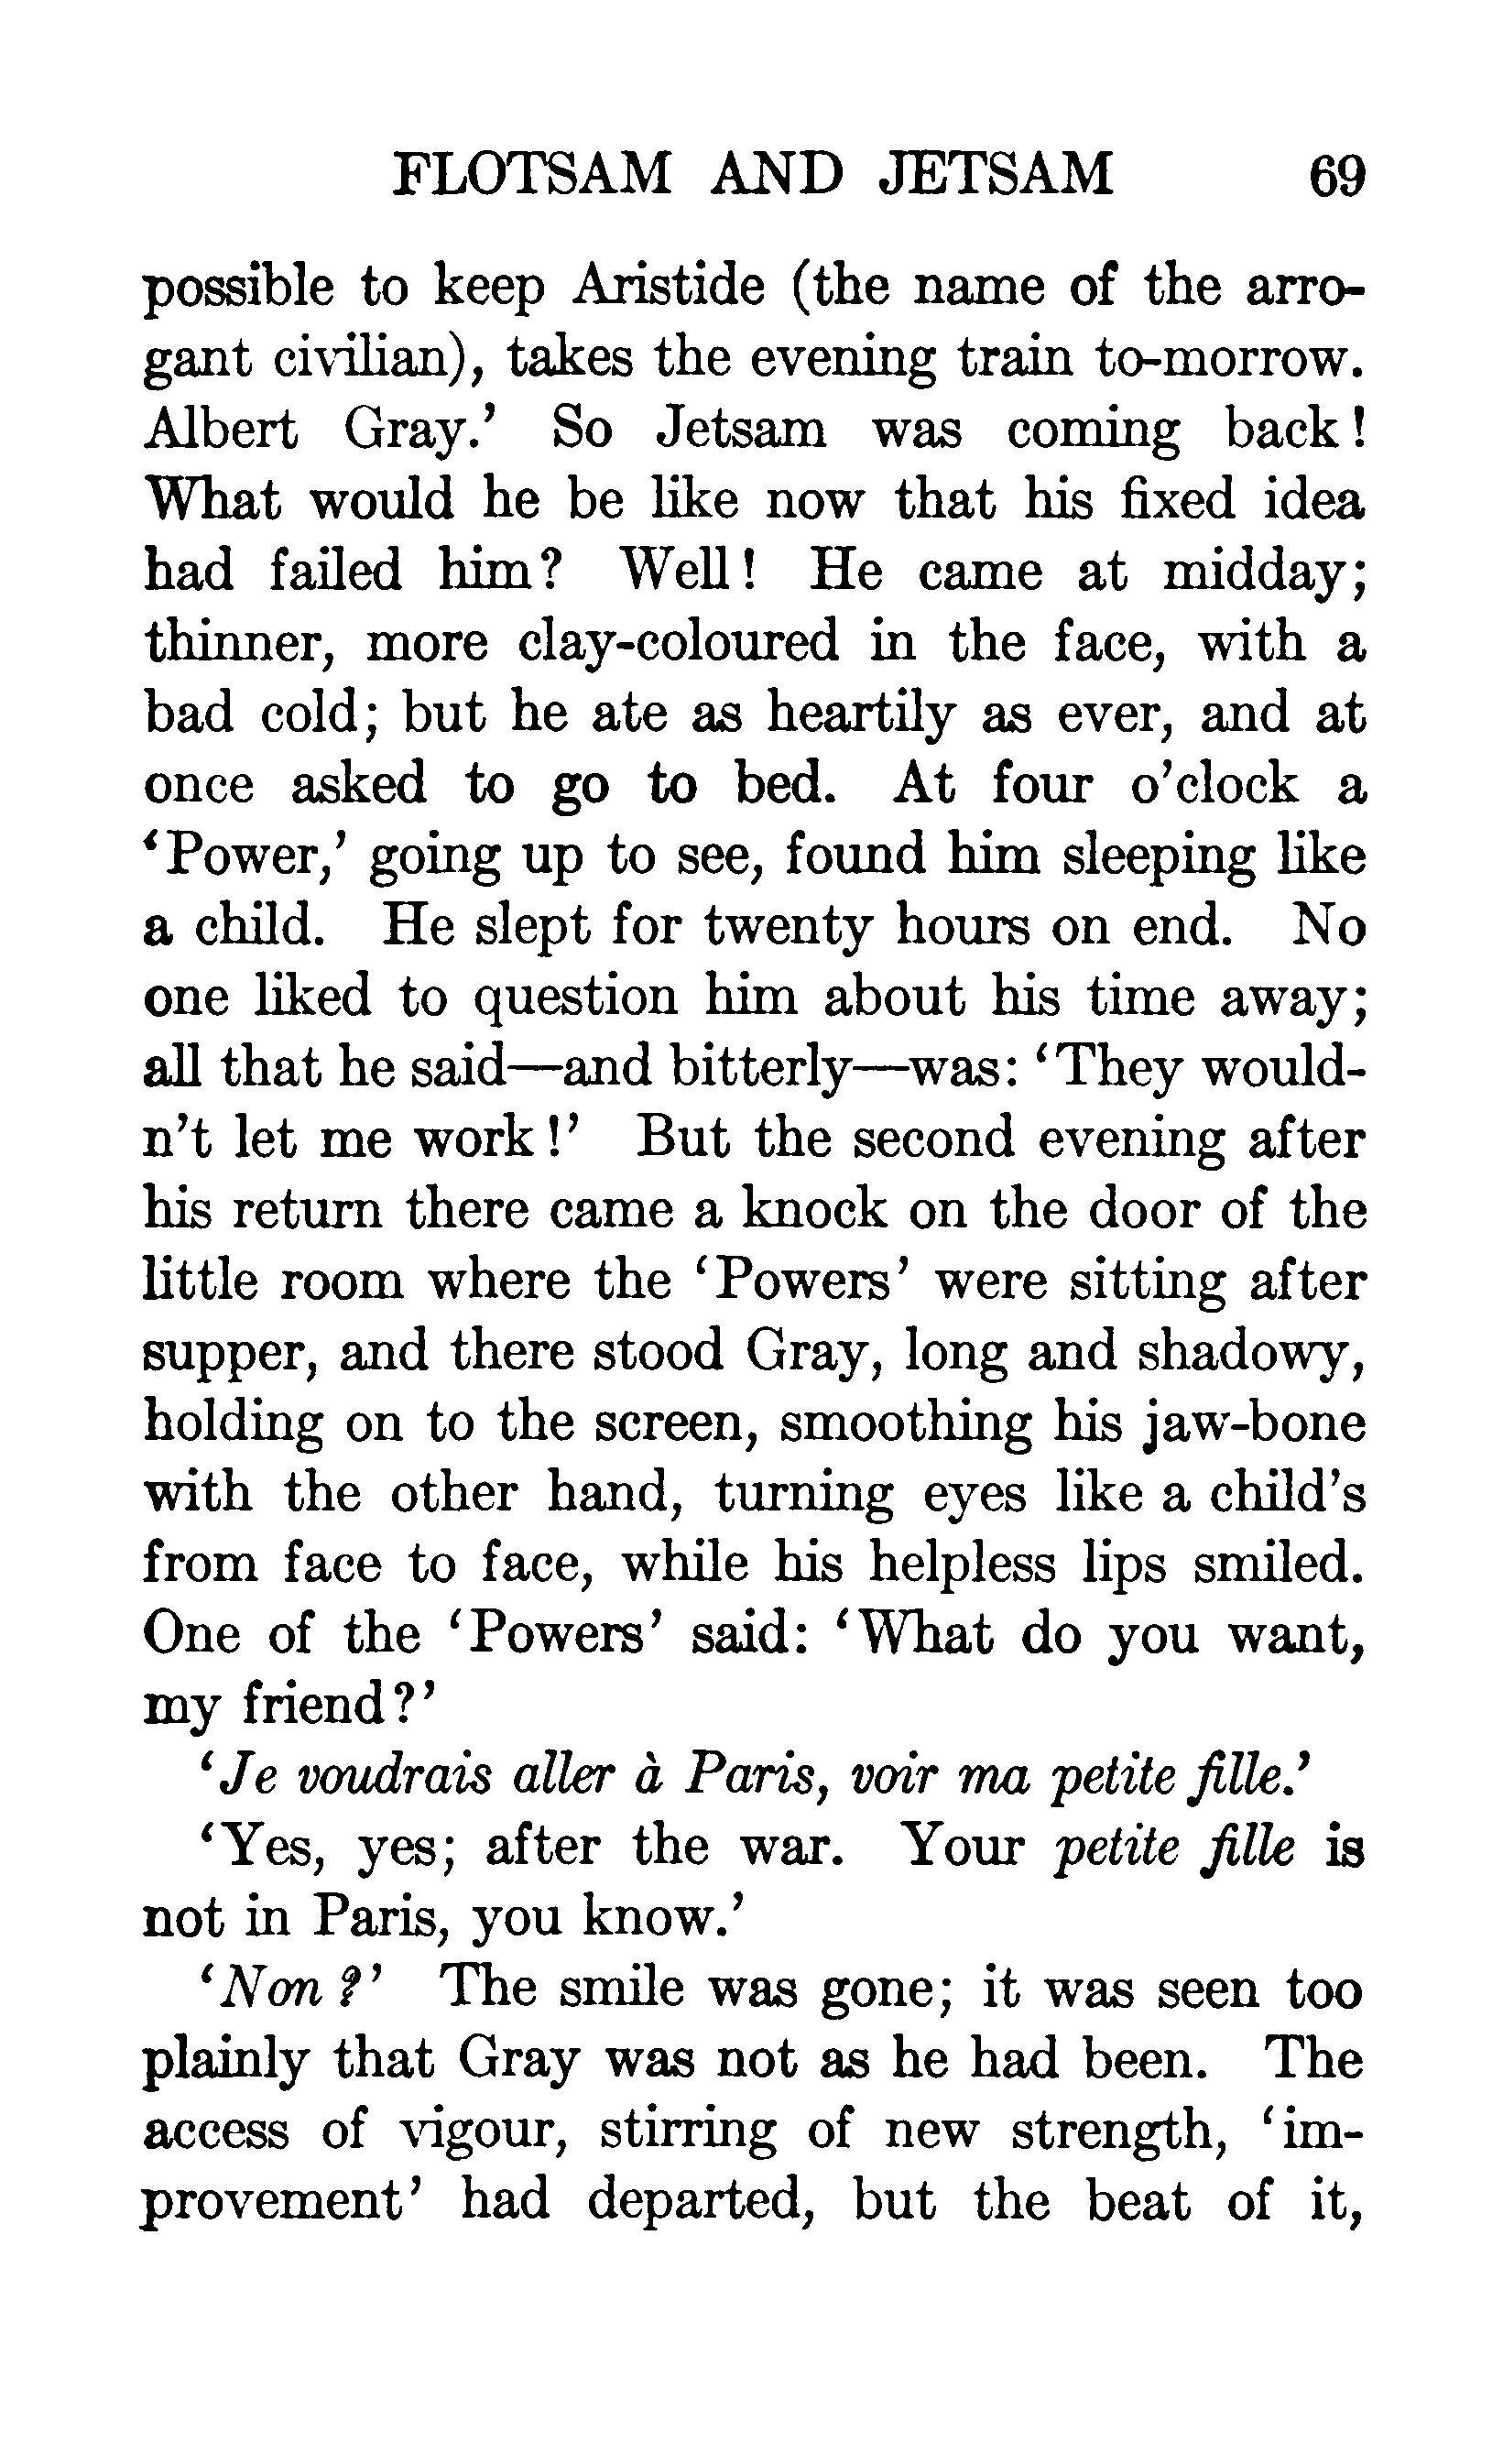 FLOTSAM AND JETSAM 69
possible to keep Aristide (the name of the arro-
gant civilian), takes the evening train to-morrow.
Albert Gray.’ So Jetsam was coming back!
What would he be like now that his fixed idea
had failed him? Well! He came at midday;
thinner, more clay-coloured in the face, with a
bad cold; but he ate as heartily as ever, and at
once asked to go to bed. At four o’clock a
‘Power,’ going up to see, found him sleeping like
a child. He slept for twenty hours on end. No
one liked to question him about his time away;
all that he said—and bitterly—was: ‘They would-
n’t let me work!’ But the second evening after
his return there came a knock on the door of the
little room where the ‘Powers’ were sitting after
supper, and there stood Gray, long and shadowy,
holding on to the screen, smoothing his jaw-bone
with the other hand, turning eyes like a child’s
from face to face, while his helpless lips smiled.
One of the ‘Powers’ said: ‘What do you want,
my friend?’
‘Je voudrais aller à Paris, voir ma petite fille.’
‘Yes, yes; after the war. Your petite fille is
not in Paris, you know.’
‘Non?’ The smile was gone; it was seen too
plainly that Gray was not as he had been. The
access of vigour, stirring of new strength, ‘im-
provement’ had departed, but the beat of it,